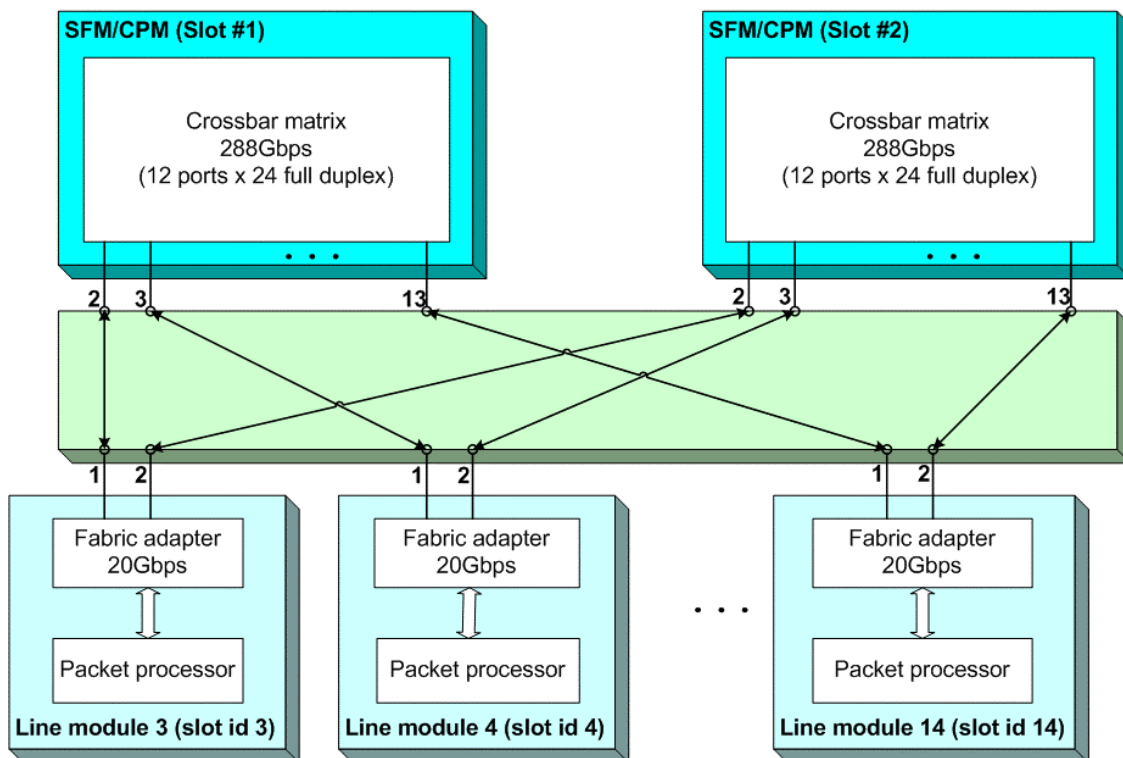 SFM/CPM (Slot #1)
SFM/CPM (Slot #2)
Crossbar matrix
288Gbps
(12 ports x 24 full duplex)
Crossbar matrix
288Gbps
(12 ports x 24 full duplex)
. . .
. . .
2 3 13 2 3 13
1 2 1 2 1 2
Fabric adapter
20Gbps
Fabric adapter
20Gbps
Fabric adapter
20Gbps
. . .
Packet processor
Packet processor
Packet processor
Line module 3 (slot id 3)
Line module 4 (slot id 4)
Line module 14 (slot id 14)